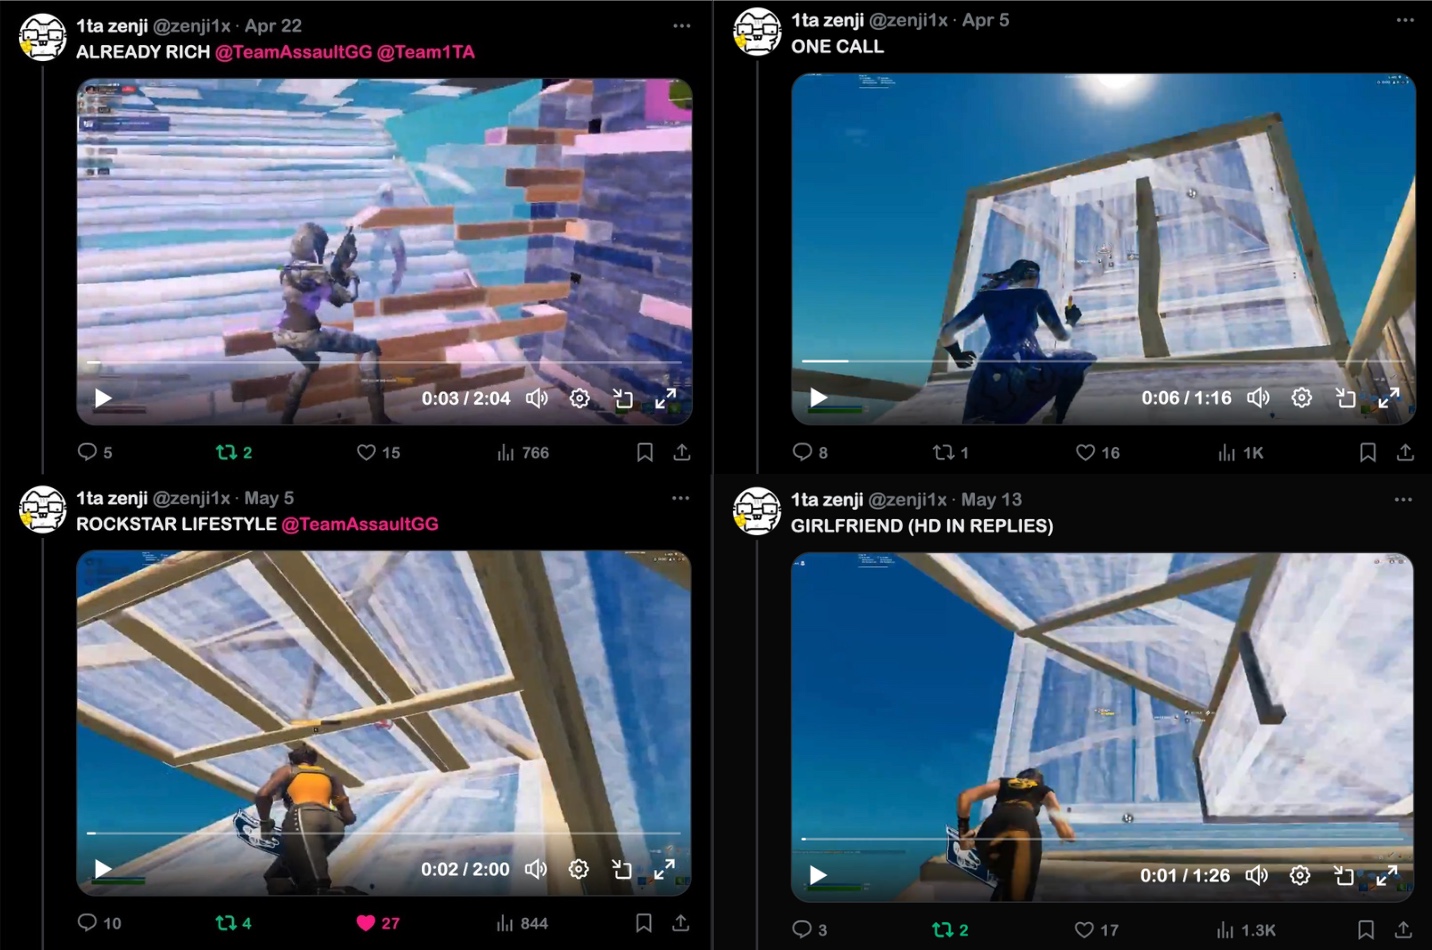 1ta zenji @zenji1x · Apr 22
ALREADY RICH @TeamAssaultGG @Team1TA
0:03 / 2:04
5 2 15 766
1ta zenji @zenji1x · Apr 5
ONE CALL
0:06 / 1:16
8 1 16 1K
1ta zenji @zenji1x · May 5
ROCKSTAR LIFESTYLE @TeamAssaultGG
0:02 / 2:00
10 4 27 844
1ta zenji @zenji1x · May 13
GIRLFRIEND (HD IN REPLIES)
0:01 / 1:26
3 2 17 1.3K